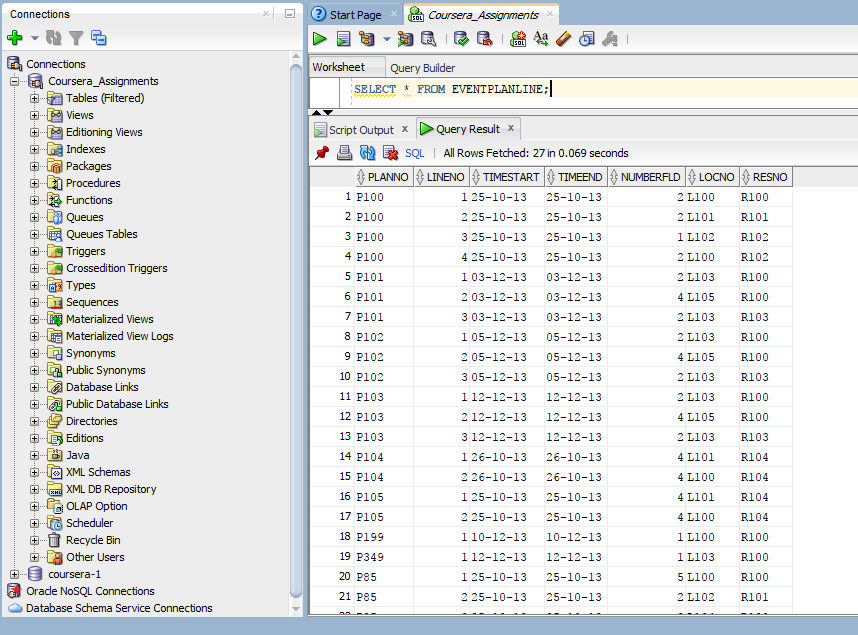 Connections
Connections
Coursera_Assignments
Tables (Filtered)
Views
Editioning Views
Indexes
Packages
Procedures
Functions
Queues
Queues Tables
Triggers
Crossedition Triggers
Types
Sequences
Materialized Views
Materialized View Logs
Synonyms
Public Synonyms
Database Links
Public Database Links
Directories
Editions
Java
XML Schemas
XML DB Repository
OLAP Option
Scheduler
Recycle Bin
Other Users
coursera-1
Oracle NoSQL Connections
Database Schema Service Connections
Start Page Coursera_Assignments
Worksheet Query Builder
SELECT * FROM EVENTPLANLINE;
Script Output Query Result
SQL All Rows Fetched: 27 in 0.069 seconds
PLANNO LINENO TIMESTART TIMEEND NUMBERFLD LOCNO RESNO
1 P100 1 25-10-13 25-10-13 2 L100 R100
2 P100 2 25-10-13 25-10-13 2 L101 R101
3 P100 3 25-10-13 25-10-13 1 L102 R102
4 P100 4 25-10-13 25-10-13 2 L100 R102
5 P101 1 03-12-13 03-12-13 2 L103 R100
6 P101 2 03-12-13 03-12-13 4 L105 R100
7 P101 3 03-12-13 03-12-13 2 L103 R103
8 P102 1 05-12-13 05-12-13 2 L103 R100
9 P102 2 05-12-13 05-12-13 4 L105 R100
10 P102 3 05-12-13 05-12-13 2 L103 R103
11 P103 1 12-12-13 12-12-13 2 L103 R100
12 P103 2 12-12-13 12-12-13 4 L105 R100
13 P103 3 12-12-13 12-12-13 2 L103 R103
14 P104 1 26-10-13 26-10-13 4 L101 R104
15 P104 2 26-10-13 26-10-13 4 L100 R104
16 P105 1 25-10-13 25-10-13 4 L101 R104
17 P105 2 25-10-13 25-10-13 4 L100 R104
18 P199 1 10-12-13 10-12-13 1 L100 R100
19 P349 1 12-12-13 12-12-13 1 L103 R100
20 P85 1 25-10-13 25-10-13 5 L100 R100
21 P85 2 25-10-13 25-10-13 2 L102 R101